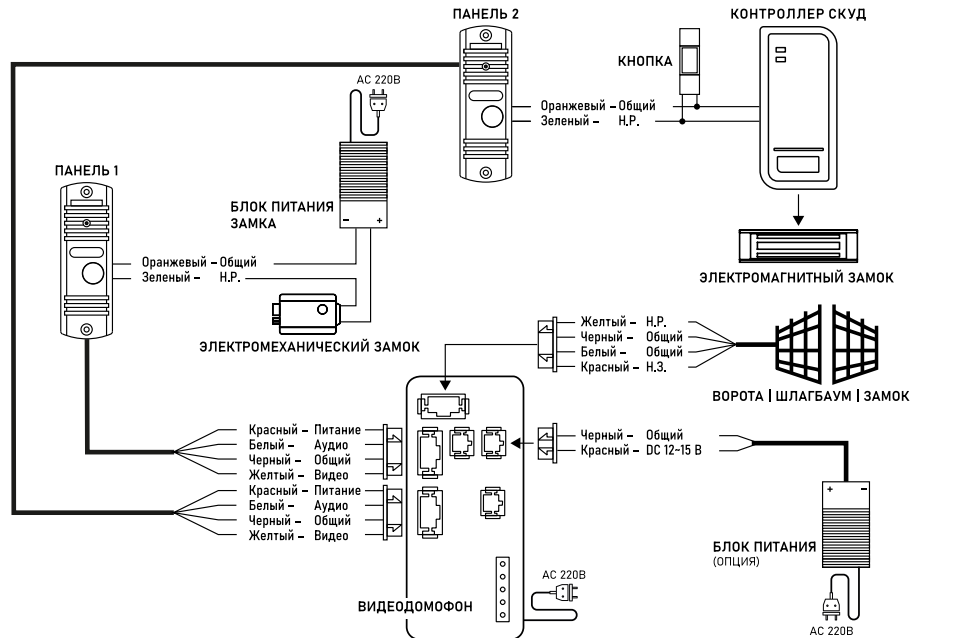 ПАНЕЛЬ 2
КОНТРОЛЛЕР СКУД
КНОПКА
AC 220В
Оранжевый – Общий
Зеленый – Н.Р.
ПАНЕЛЬ 1
БЛОК ПИТАНИЯ
ЗАМКА
– +
Оранжевый – Общий
Зеленый – Н.Р.
ЭЛЕКТРОМАГНИТНЫЙ ЗАМОК
ЭЛЕКТРОМЕХАНИЧЕСКИЙ ЗАМОК
Желтый – Н.Р.
Черный – Общий
Белый – Общий
Красный – Н.З.
ВОРОТА | ШЛАГБАУМ | ЗАМОК
Красный – Питание
Белый – Аудио
Черный – Общий
Желтый – Видео
Красный – Питание
Белый – Аудио
Черный – Общий
Желтый – Видео
Черный – Общий
Красный – DC 12~15 В
+ –
БЛОК ПИТАНИЯ
(ОПЦИЯ)
AC 220В
ВИДЕОДОМОФОН
AC 220В